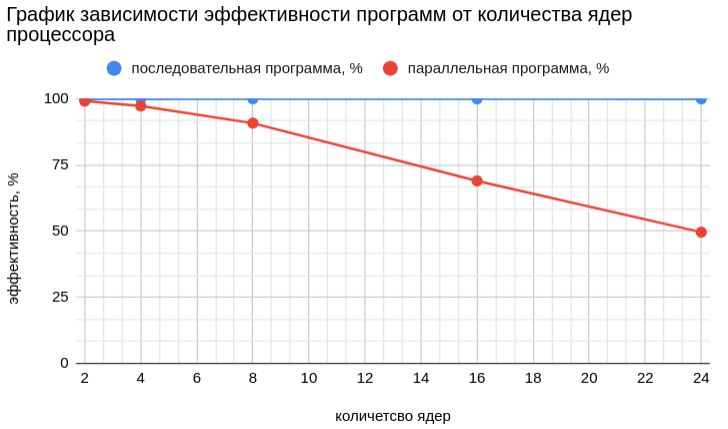 График зависимости эффективности программ от количества ядер
процессора
последовательная программа, %
параллельная программа, %
100
75
50
25
0
эффективность, %
2 4 6 8 10 12 14 16 18 20 22 24
количетсво ядер